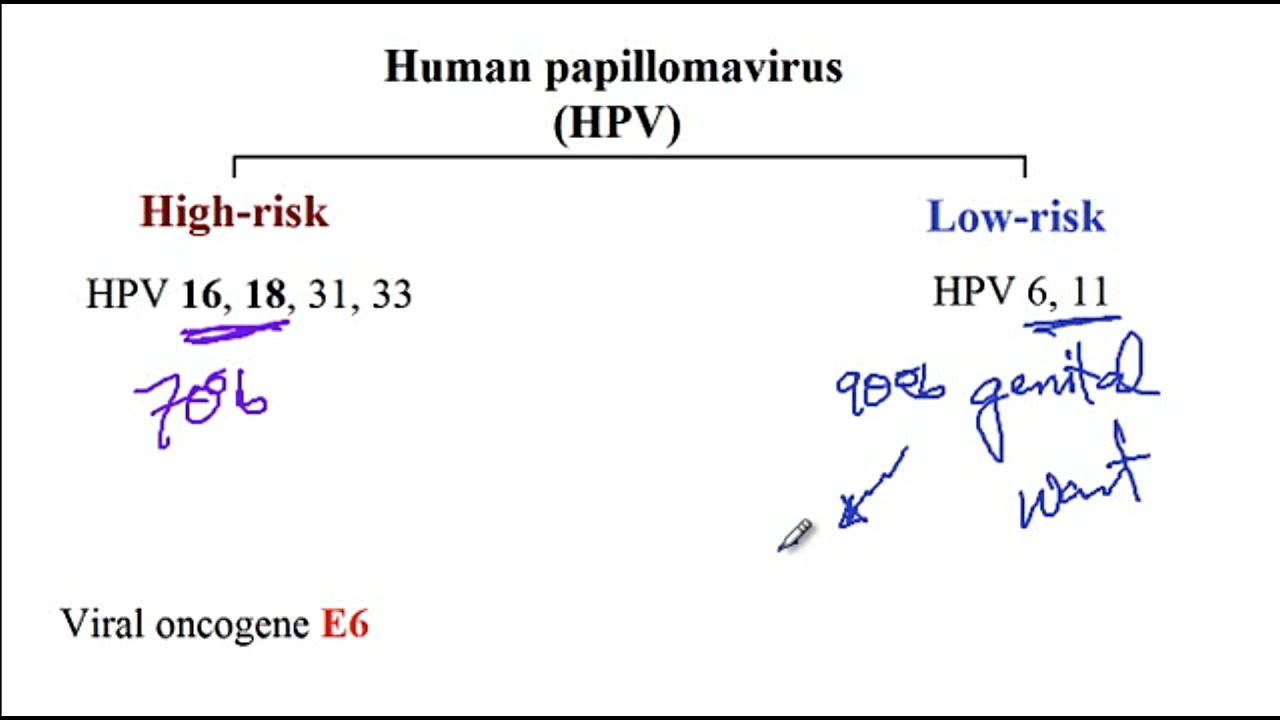 Human papillomavirus
(HPV)
High-risk
Low-risk
HPV 16, 18, 31, 33
HPV 6, 11
70%
90% genital
wart
Viral oncogene E6